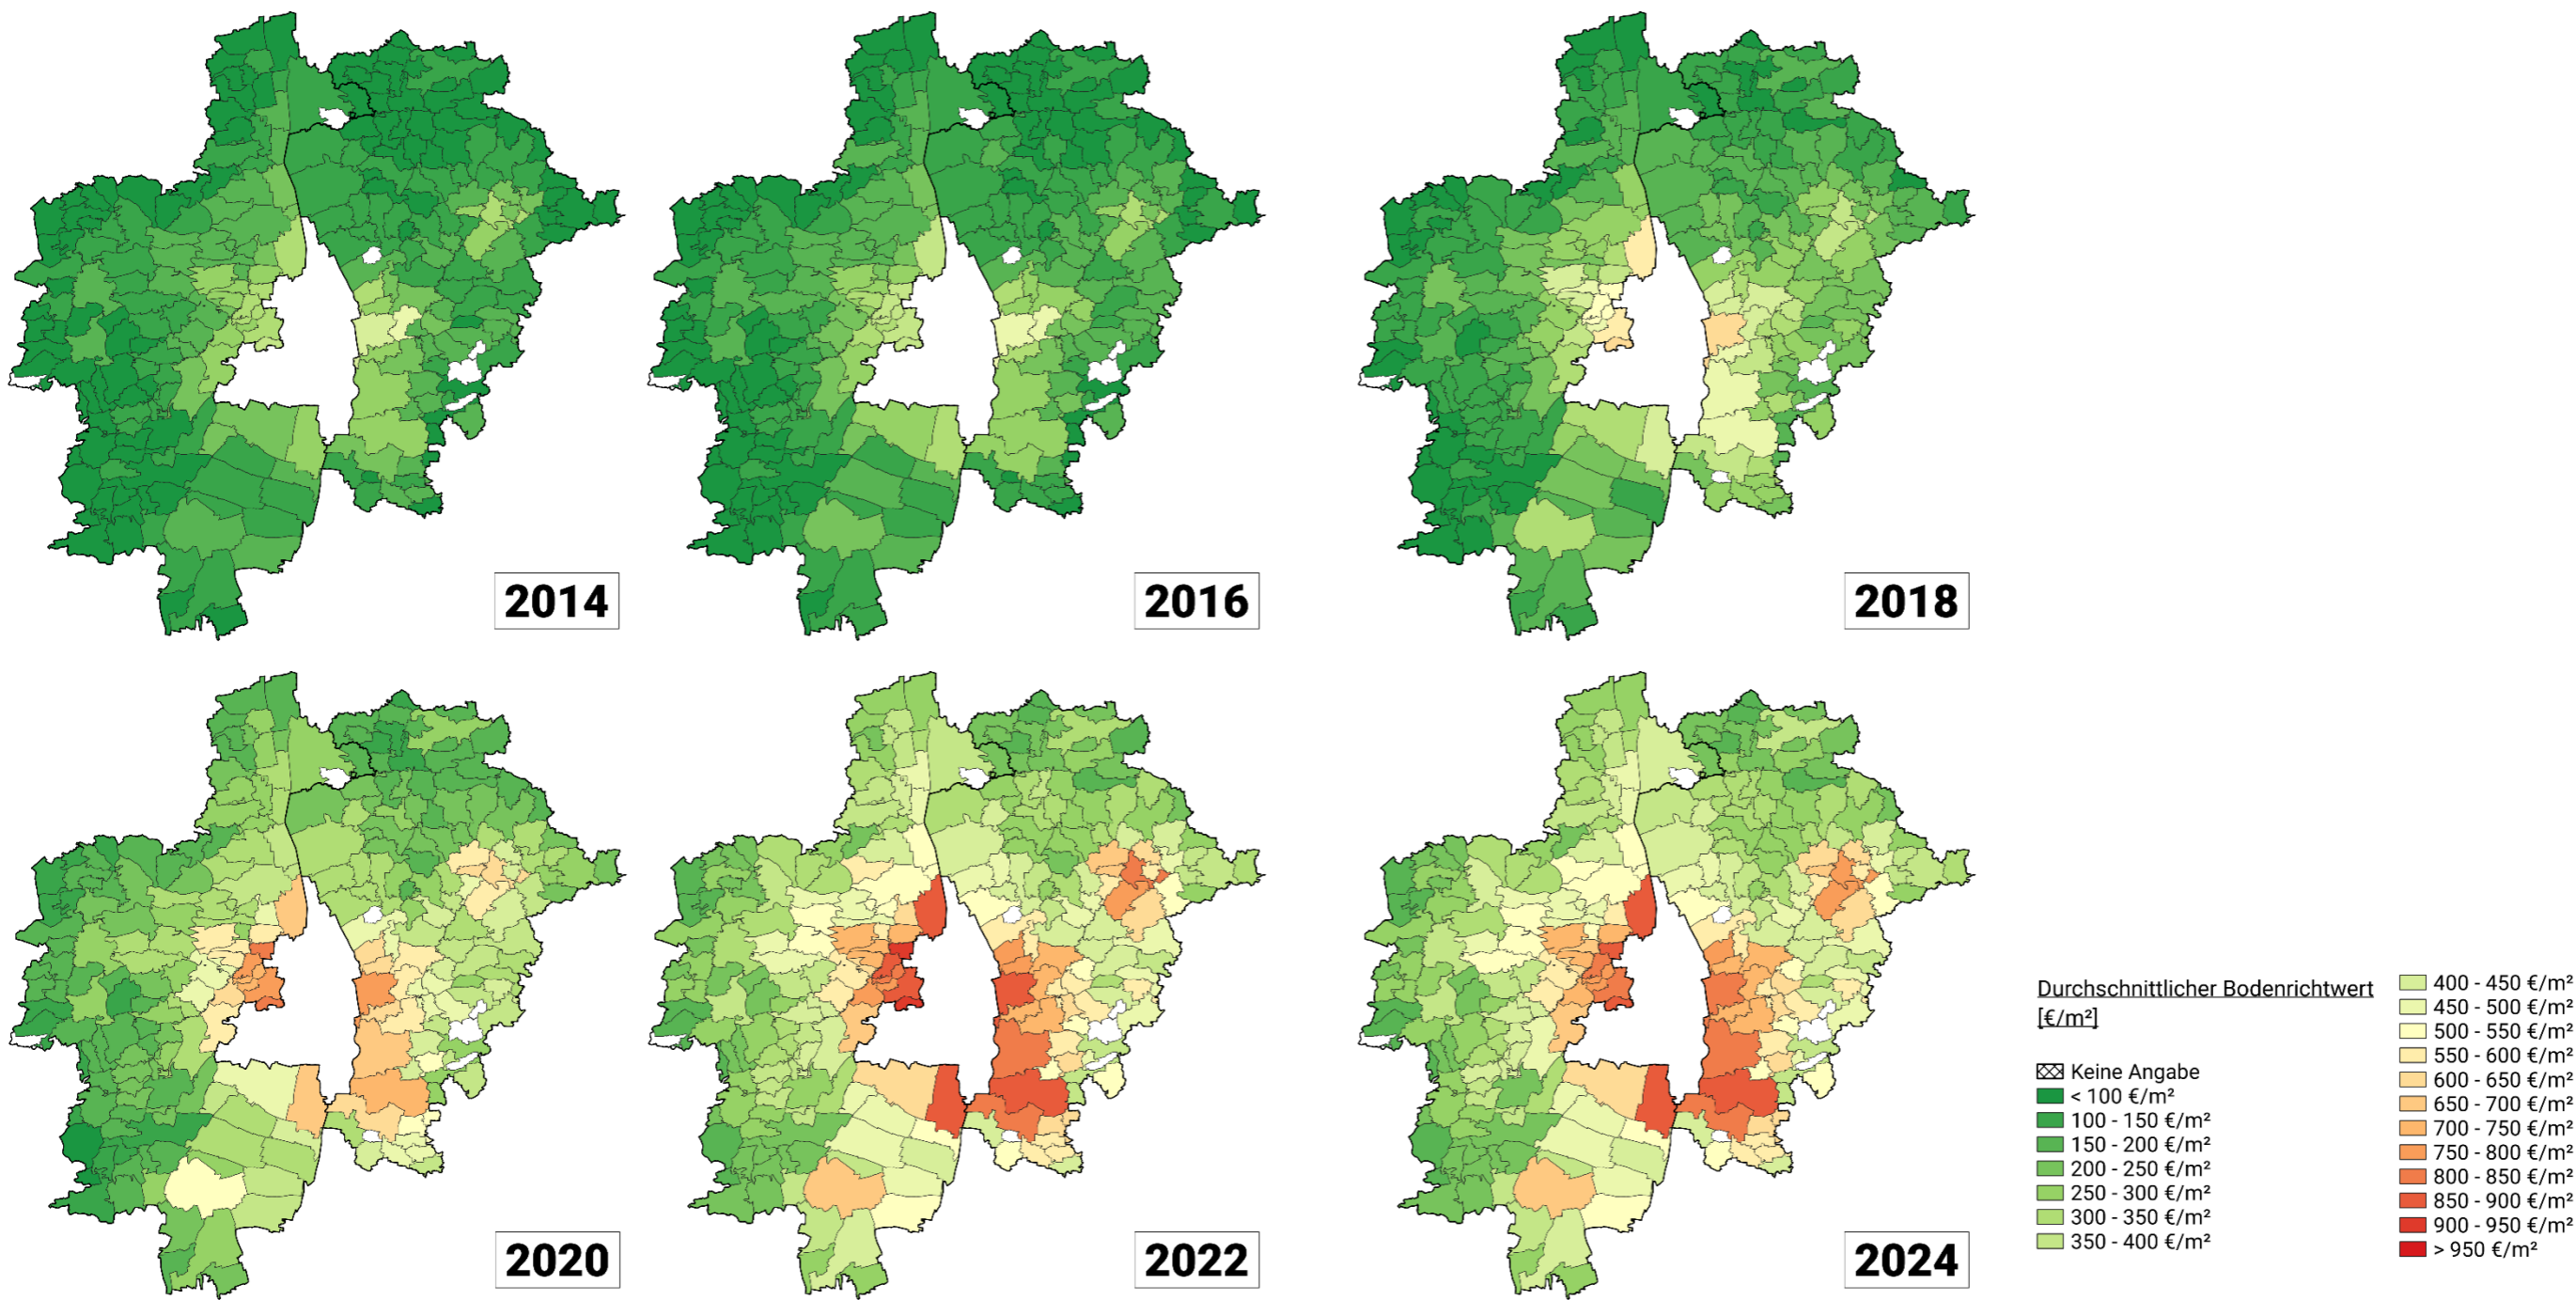 2014
2016
2018
2020
2022
2024
Durchschnittlicher Bodenrichtwert
[€/m²]
Keine Angabe
< 100 €/m²
100 - 150 €/m²
150 - 200 €/m²
200 - 250 €/m²
250 - 300 €/m²
300 - 350 €/m²
350 - 400 €/m²
400 - 450 €/m²
450 - 500 €/m²
500 - 550 €/m²
550 - 600 €/m²
600 - 650 €/m²
650 - 700 €/m²
700 - 750 €/m²
750 - 800 €/m²
800 - 850 €/m²
850 - 900 €/m²
900 - 950 €/m²
> 950 €/m²